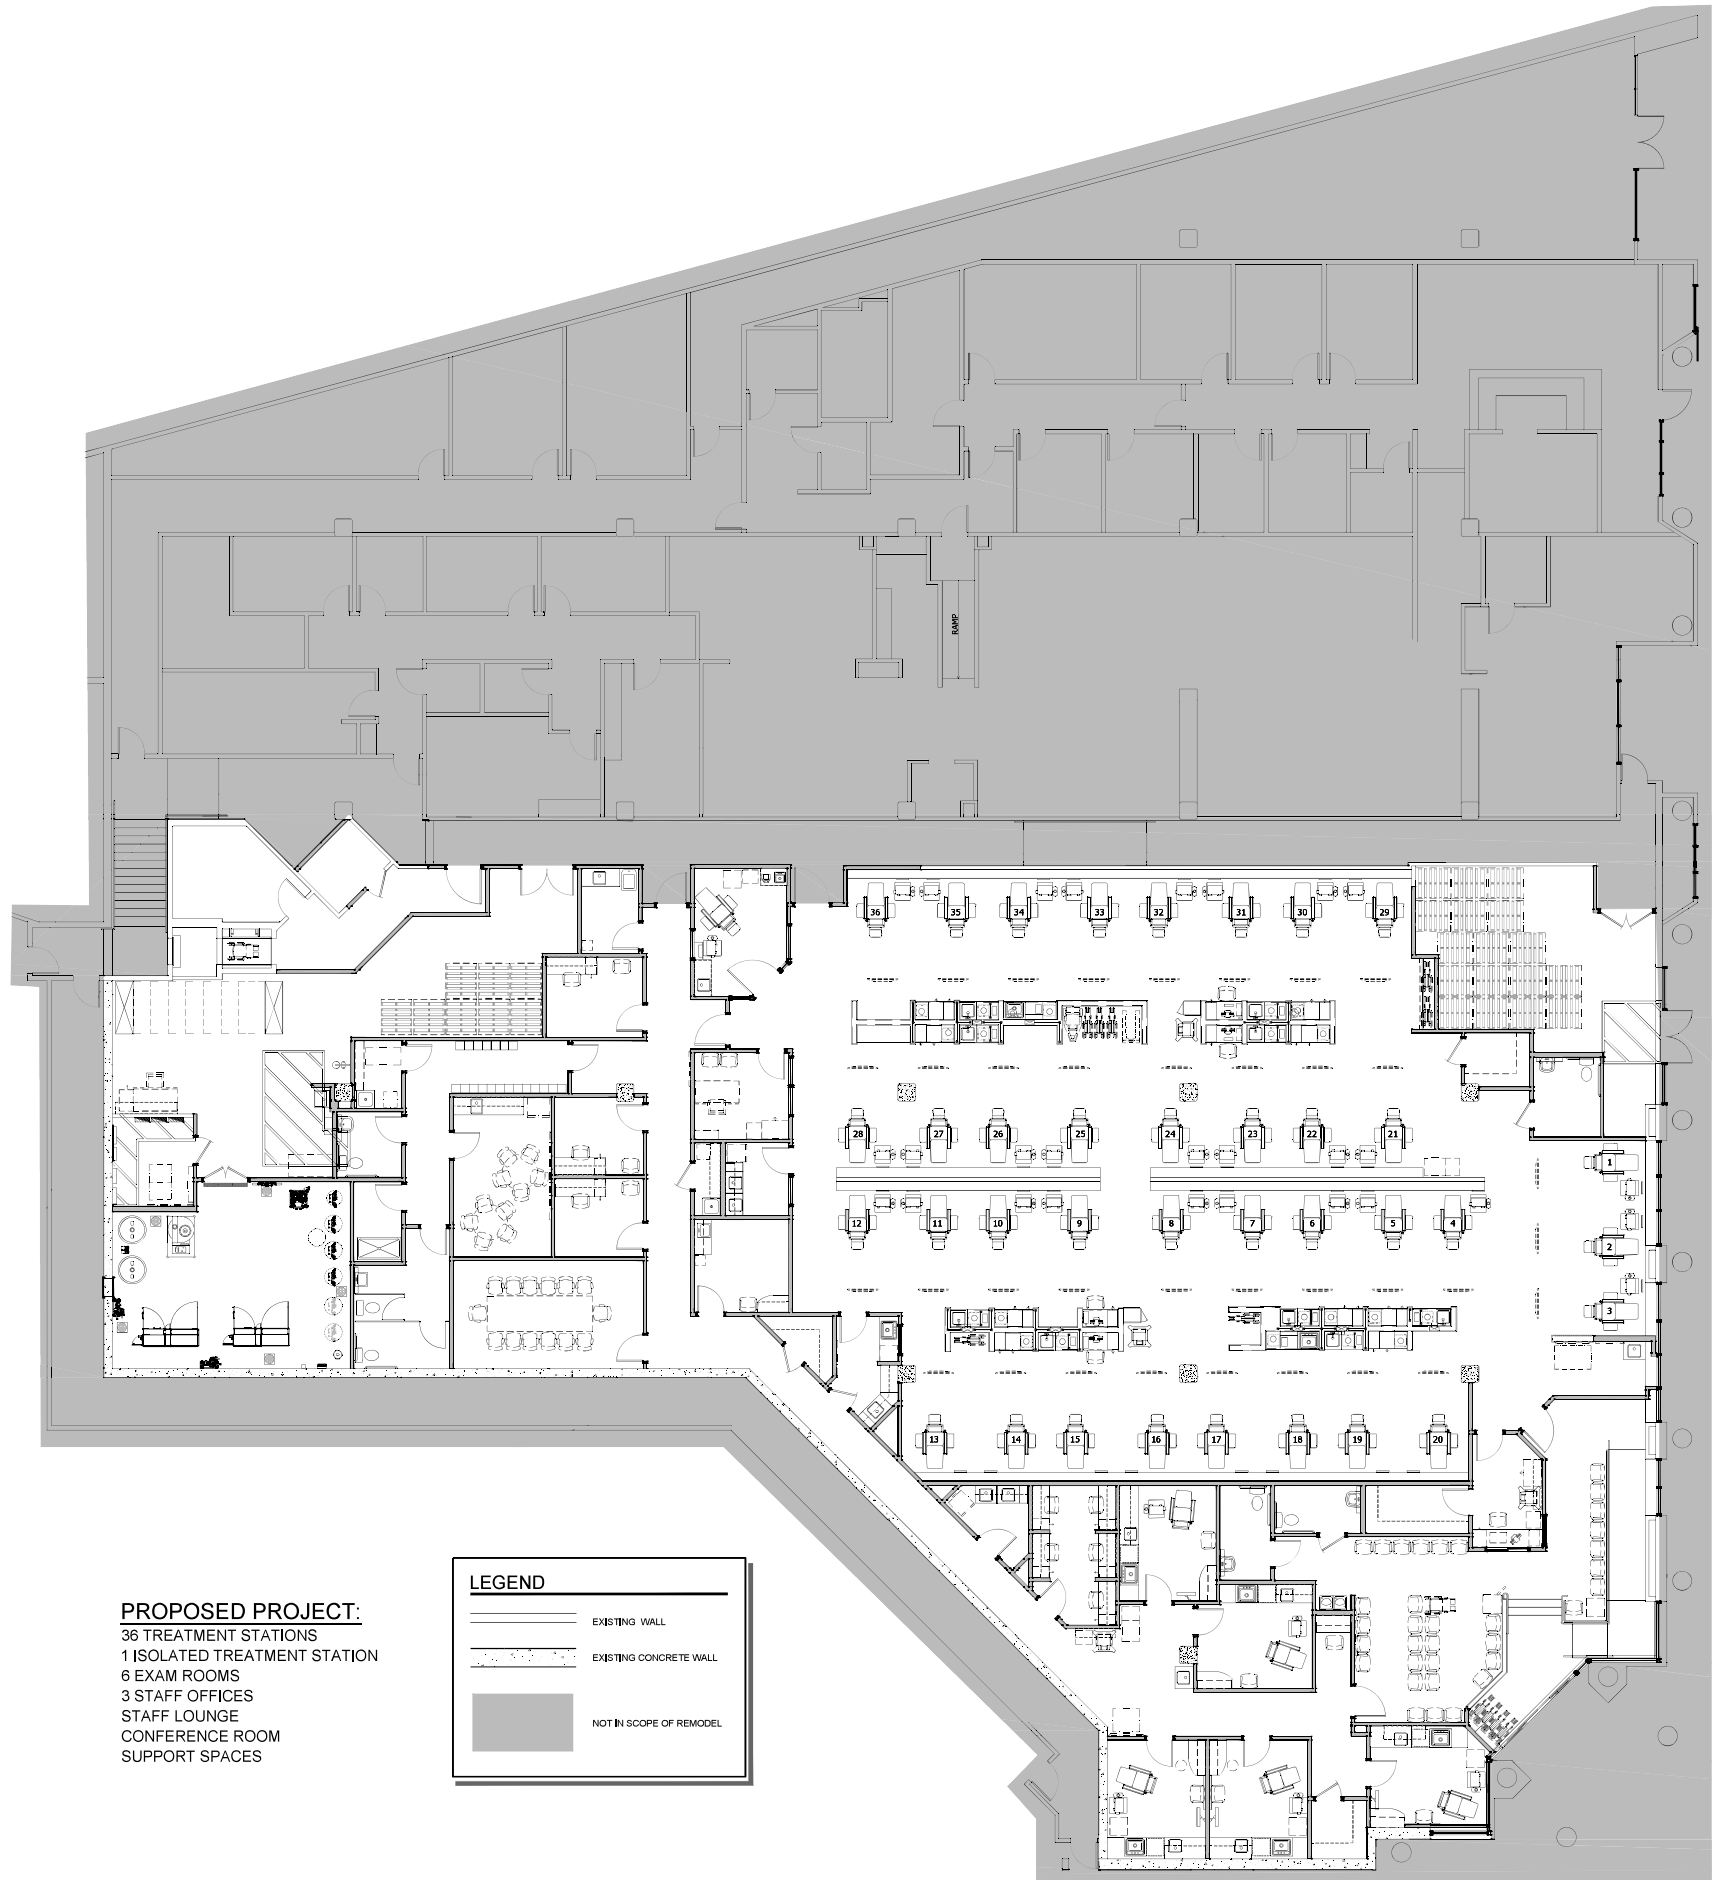 RAMP
36 35 34 33 32 31 30 29
28 27 26 25 24 23 22 21
1
12 11 10 9 8 7 6 5 4
2
3
13 14 15 16 17 18 19 20
PROPOSED PROJECT:
36 TREATMENT STATIONS
1 ISOLATED TREATMENT STATION
6 EXAM ROOMS
3 STAFF OFFICES
STAFF LOUNGE
CONFERENCE ROOM
SUPPORT SPACES
LEGEND
EXISTING WALL
EXISTING CONCRETE WALL
NOT IN SCOPE OF REMODEL